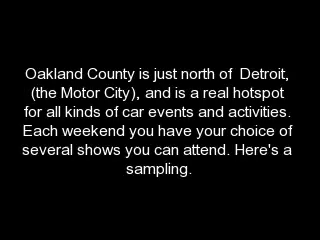 Oakland County is just north of Detroit,
(the Motor City), and is a real hotspot
for all kinds of car events and activities.
Each weekend you have your choice of
several shows you can attend. Here's a
sampling.